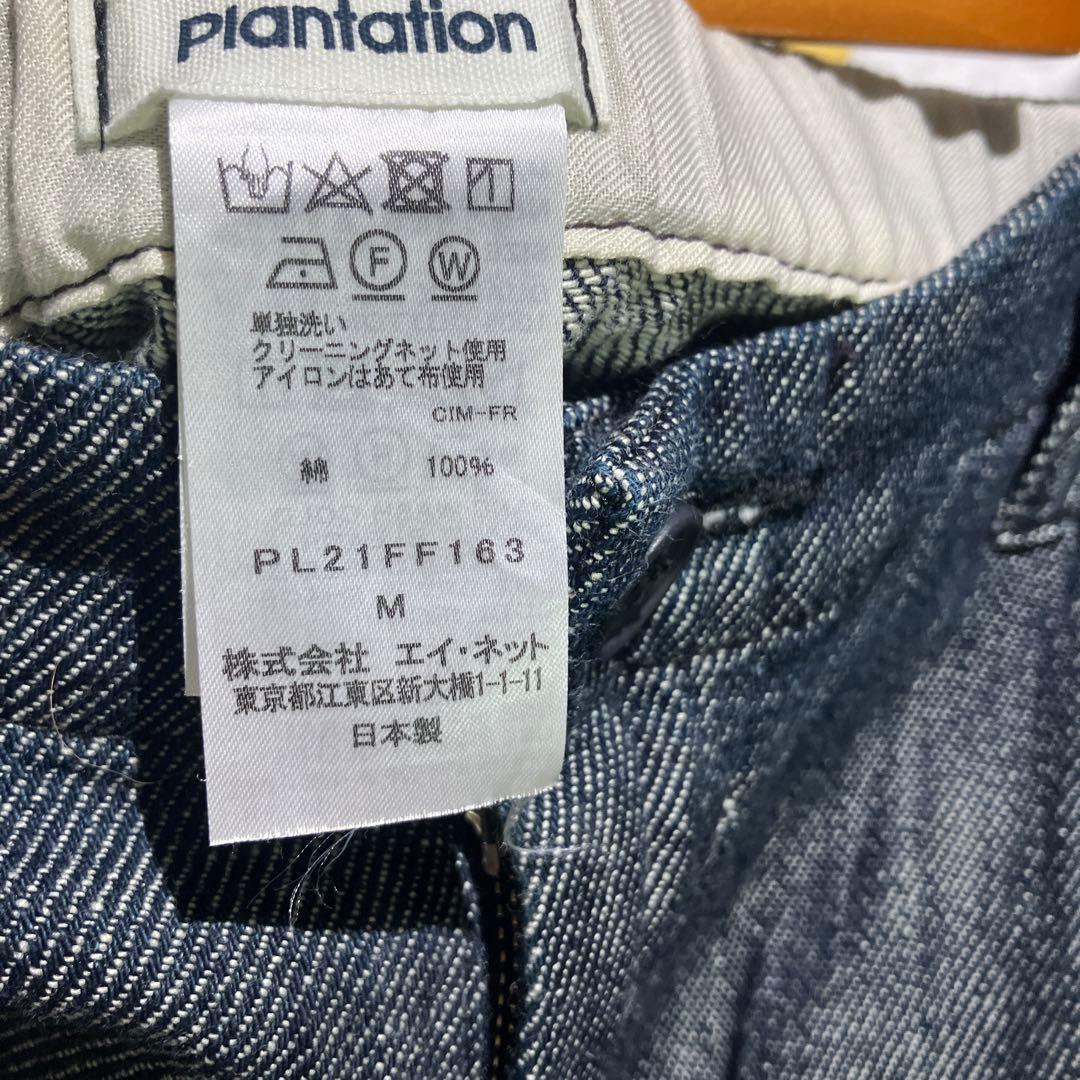 plantation
F W
単独洗い
クリーニングネット使用
アイロンはあて布使用
CIM-FR
綿 100%
PL21FF163
M
株式会社 エイ・ネット
東京都江東区新大橋1-1-11
日本製